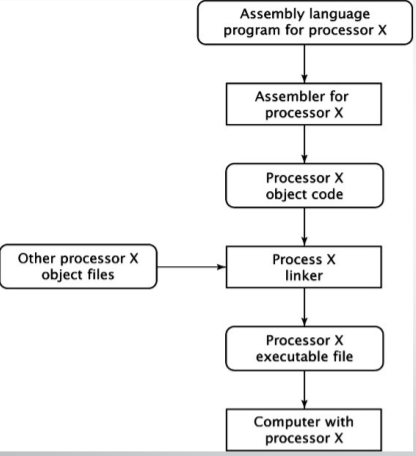 Assembly language
program for processor X
Assembler for
processor X
Processor X
object code
Other processor X
object files
Process X
linker
Processor X
executable file
Computer with
processor X